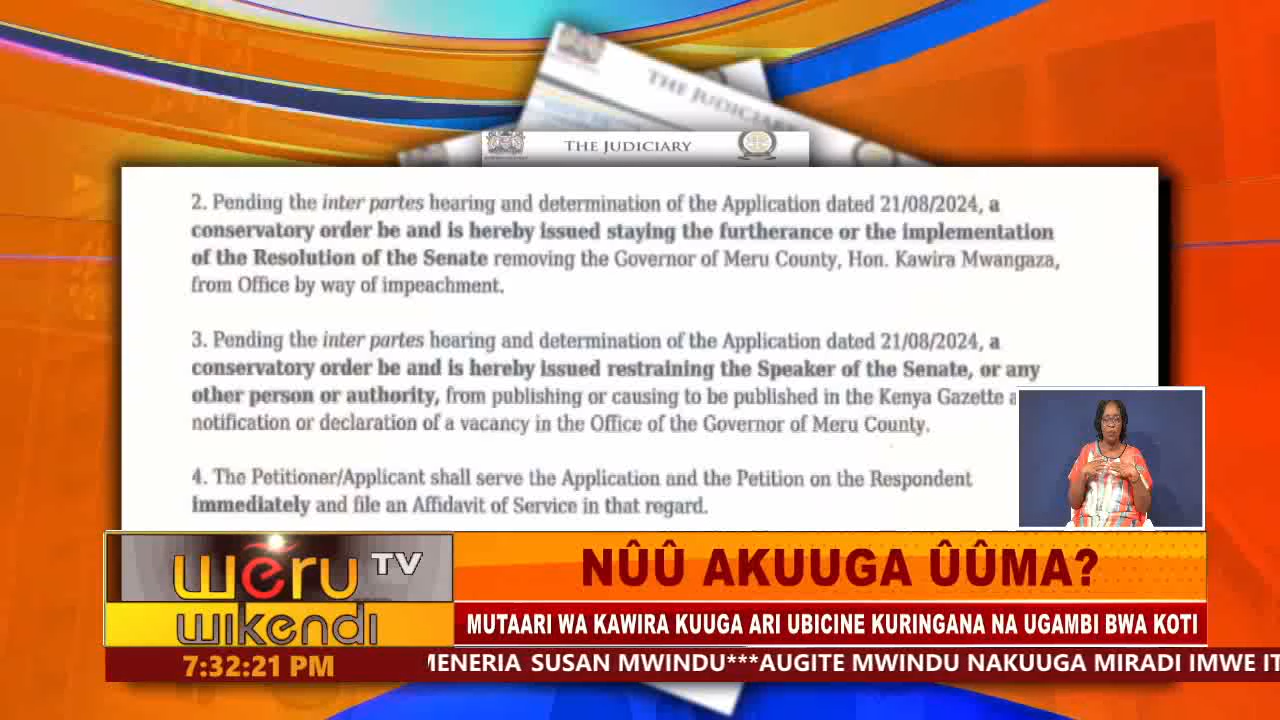 THE JUDICIARY
THE JUDICIARY
2. Pending the inter partes hearing and determination of the Application dated 21/08/2024, a
conservatory order be and is hereby issued staying the furtherance or the implementation
of the Resolution of the Senate removing the Governor of Meru County, Hon. Kawira Mwangaza,
from Office by way of impeachment.
3. Pending the inter partes hearing and determination of the Application dated 21/08/2024, a
conservatory order be and is hereby issued restraining the Speaker of the Senate, or any
other person or authority, from publishing or causing to be published in the Kenya Gazette
notification or declaration of a vacancy in the Office of the Governor of Meru County.
4. The Petitioner/Applicant shall serve the Application and the Petition on the Respondent
immediately and file an Affidavit of Service in that regard.
weru TV
wikendi
NÛÛ AKUUGA ÛÛMA?
MUTAARI WA KAWIRA KUUGA ARI UBICINE KURINGANA NA UGAMBI BWA KOTI
7:32:21 PM
MENERIA SUSAN MWINDU***AUGITE MWINDU NAKUUGA MIRADI IMWE IT